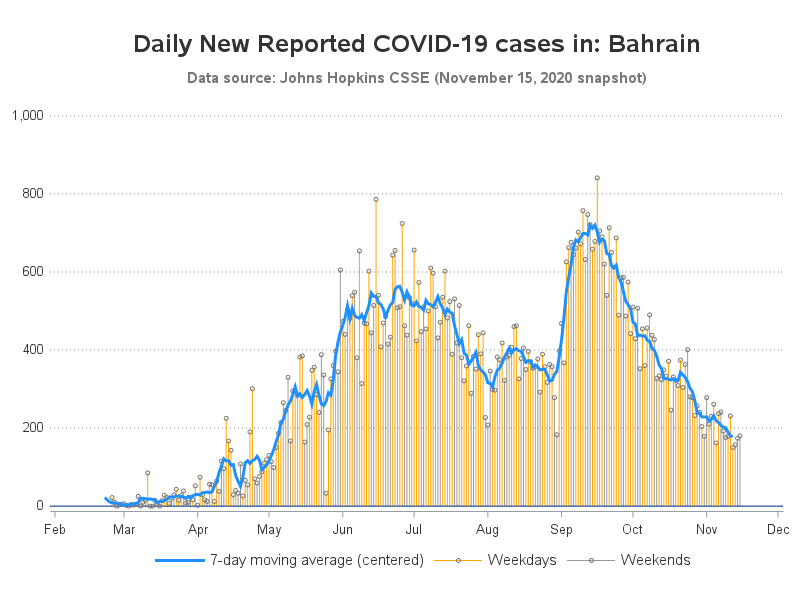 Daily New Reported COVID-19 cases in: Bahrain
Data source: Johns Hopkins CSSE (November 15, 2020 snapshot)
1,000
800
600
400
200
0
Feb Mar Apr May Jun Jul Aug Sep Oct Nov Dec
7-day moving average (centered) Weekdays Weekends